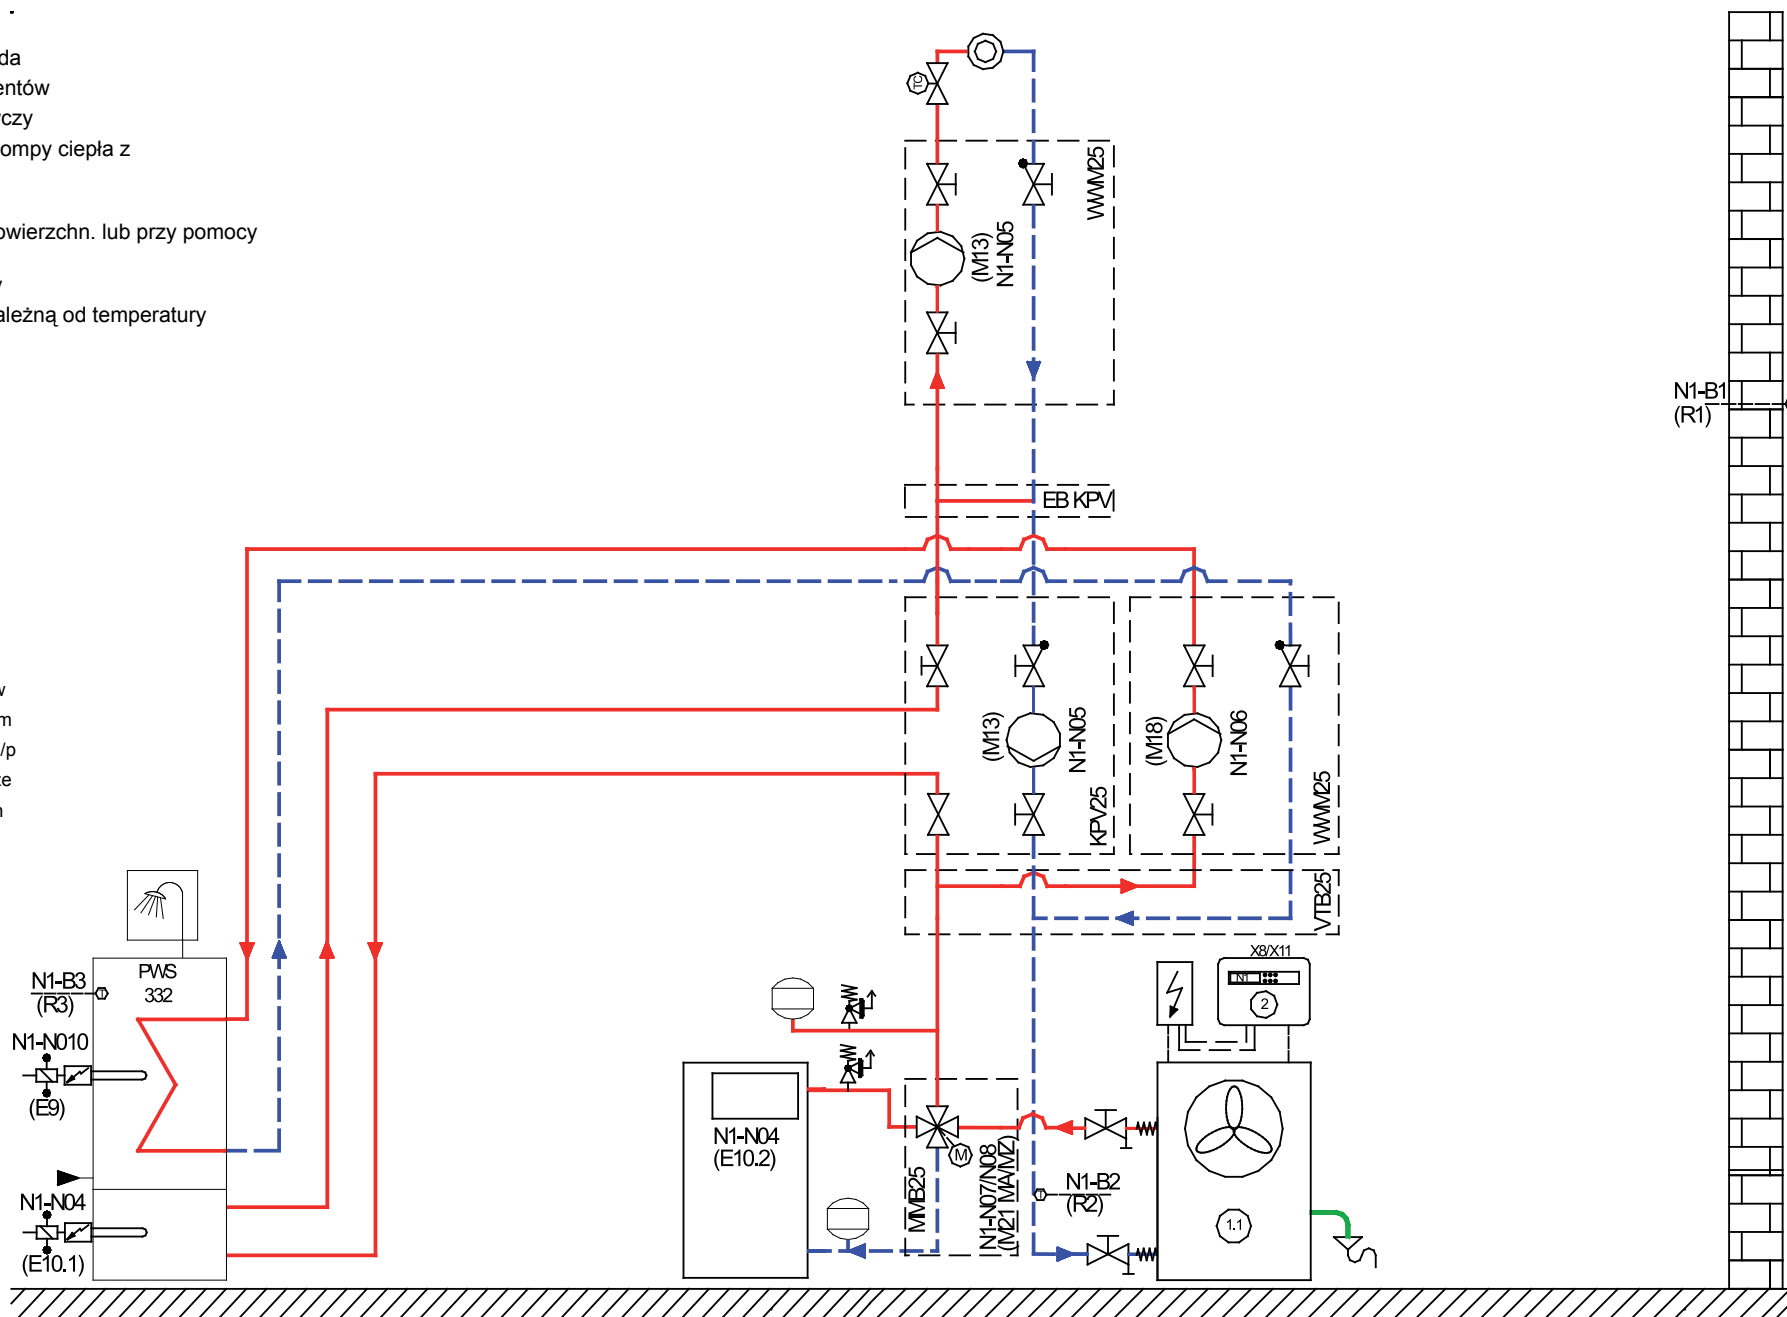 da
entów
czy
ompy ciepła z
owierzchn. lub przy pomocy
ależną od temperatury
TC
WWM25
(M13)
N1-N05
N1-B1
(R1)
EB KPV
w
m
/p
te
(M13)
N1-N05
KPV25
(M18)
N1-N06
WWM25
VTB25
PWS
332
N1-B3
(R3)
T
N1-N010
(E9)
N1-N04
(E10.1)
N1-N04
(E10.2)
MMB25
M
N1-N07/N08
(M21 MA/MZ)
T
N1-B2
(R2)
X8/X11
N1
2
1.1